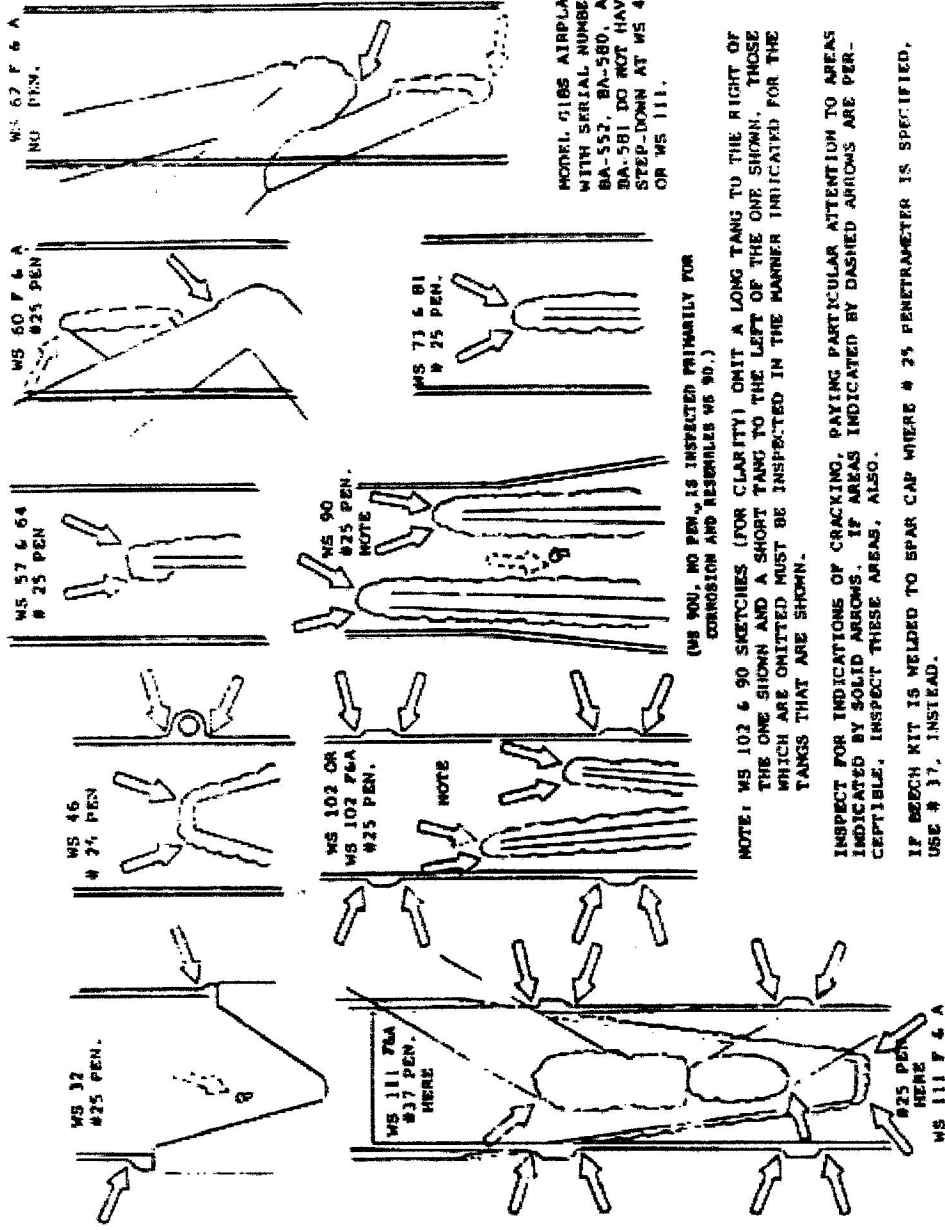 WS 32
#25 PEN.
WS 46
# 25 PEN
WS 57 & 64
# 25 PEN
WS 60 F & A
#25 PEN
WS 67 F & A
NO PEN.
WS 111 F&A
#37 PEN.
HERE
#25 PEN
HERE
WS 111 F & A
WS 102 OR
WS 102 F&A
#25 PEN.
NOTE
WS 90
#25 PEN.
NOTE
WS 73 & 81
# 25 PEN.
(WS 90U, NO PEN., IS INSPECTED PRIMARILY FOR
CORROSION AND RESEMBLES WS 90.)
MODEL G18S AIRPLA
WITH SERIAL NUMBE
BA-552, BA-580, A
BA-581 DO NOT HAV
STEP-DOWN AT WS 4
OR WS 111.
NOTE: WS 102 & 90 SKETCHES (FOR CLARITY) OMIT A LONG TANG TO THE RIGHT OF
THE ONE SHOWN AND A SHORT TANG TO THE LEFT OF THE ONE SHOWN. THOSE
WHICH ARE OMITTED MUST BE INSPECTED IN THE MANNER INDICATED FOR THE
TANGS THAT ARE SHOWN.
INSPECT FOR INDICATIONS OF CRACKING, PAYING PARTICULAR ATTENTION TO AREAS
INDICATED BY SOLID ARROWS. IF AREAS INDICATED BY DASHED ARROWS ARE PER-
CEPTIBLE, INSPECT THESE AREAS, ALSO.
IF BEECH KIT IS WELDED TO SPAR CAP WHERE # 25 PENETRAMETER IS SPECIFIED,
USE # 37, INSTEAD.